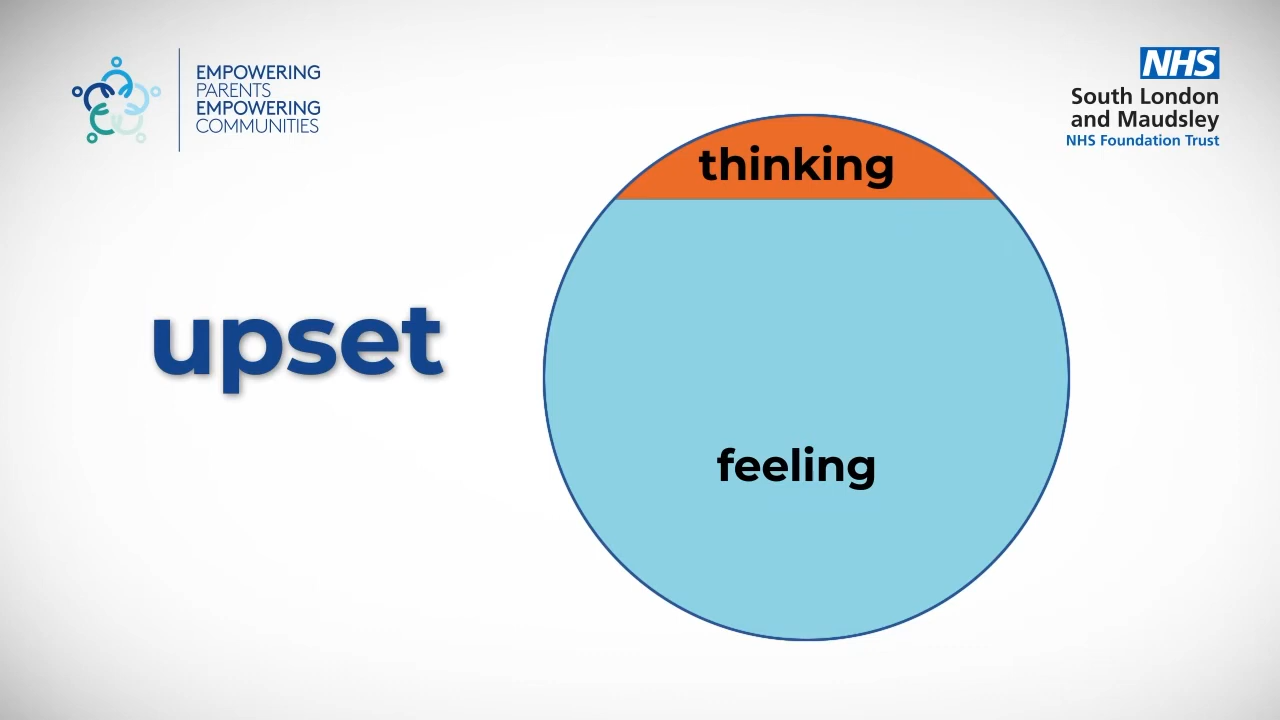 EMPOWERING
PARENTS
EMPOWERING
COMMUNITIES
NHS
South London
and Maudsley
NHS Foundation Trust
thinking
upset
feeling